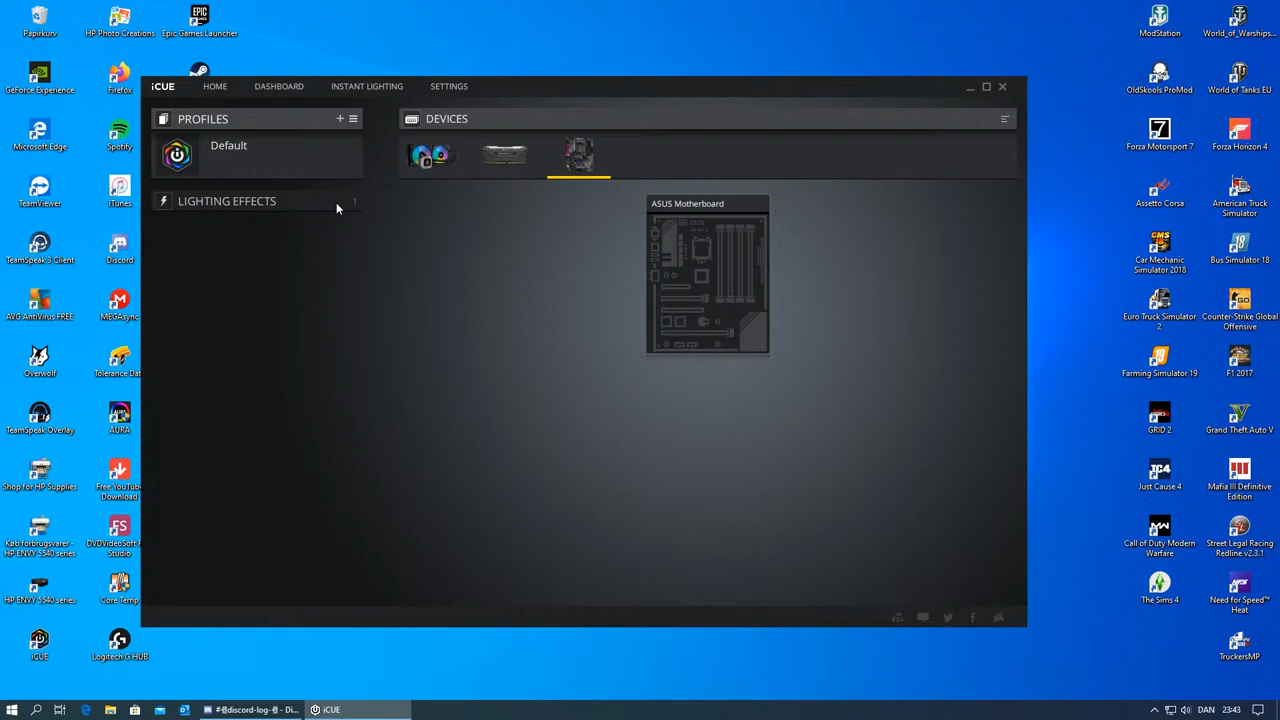 Papirkurv
HP Photo Creations
Epic Games Launcher
ModStation
World_of_Warships...
GeForce Experience
Firefox
OldSkools ProMod
World of Tanks EU
iCUE
HOME
DASHBOARD
INSTANT LIGHTING
SETTINGS
PROFILES
DEVICES
Default
LIGHTING EFFECTS
1
ASUS Motherboard
Microsoft Edge
Spotify
Forza Motorsport 7
Forza Horizon 4
TeamViewer
iTunes
Assetto Corsa
American Truck
Simulator
TeamSpeak 3 Client
Discord
Car Mechanic
Simulator 2018
Bus Simulator 18
AVG AntiVirus FREE
MEGAsync
Euro Truck Simulator
2
Counter-Strike Global
Offensive
Overwolf
Tolerance Dat
Farming Simulator 19
F1 2017
TeamSpeak Overlay
AURA
GRID 2
Grand Theft Auto V
Shop for HP Supplies
Free YouTube
Download
Just Cause 4
Mafia III Definitive
Edition
Køb forbrugsvarer -
HP ENVY 5540 series
DVDVideoSoft F
Studio
Call of Duty Modern
Warfare
Street Legal Racing
Redline v2.3.1
HP ENVY 5540 series
Core Temp
The Sims 4
Need for Speed™
Heat
iCUE
Logitech G HUB
TruckersMP
iCUE
DAN
23:43